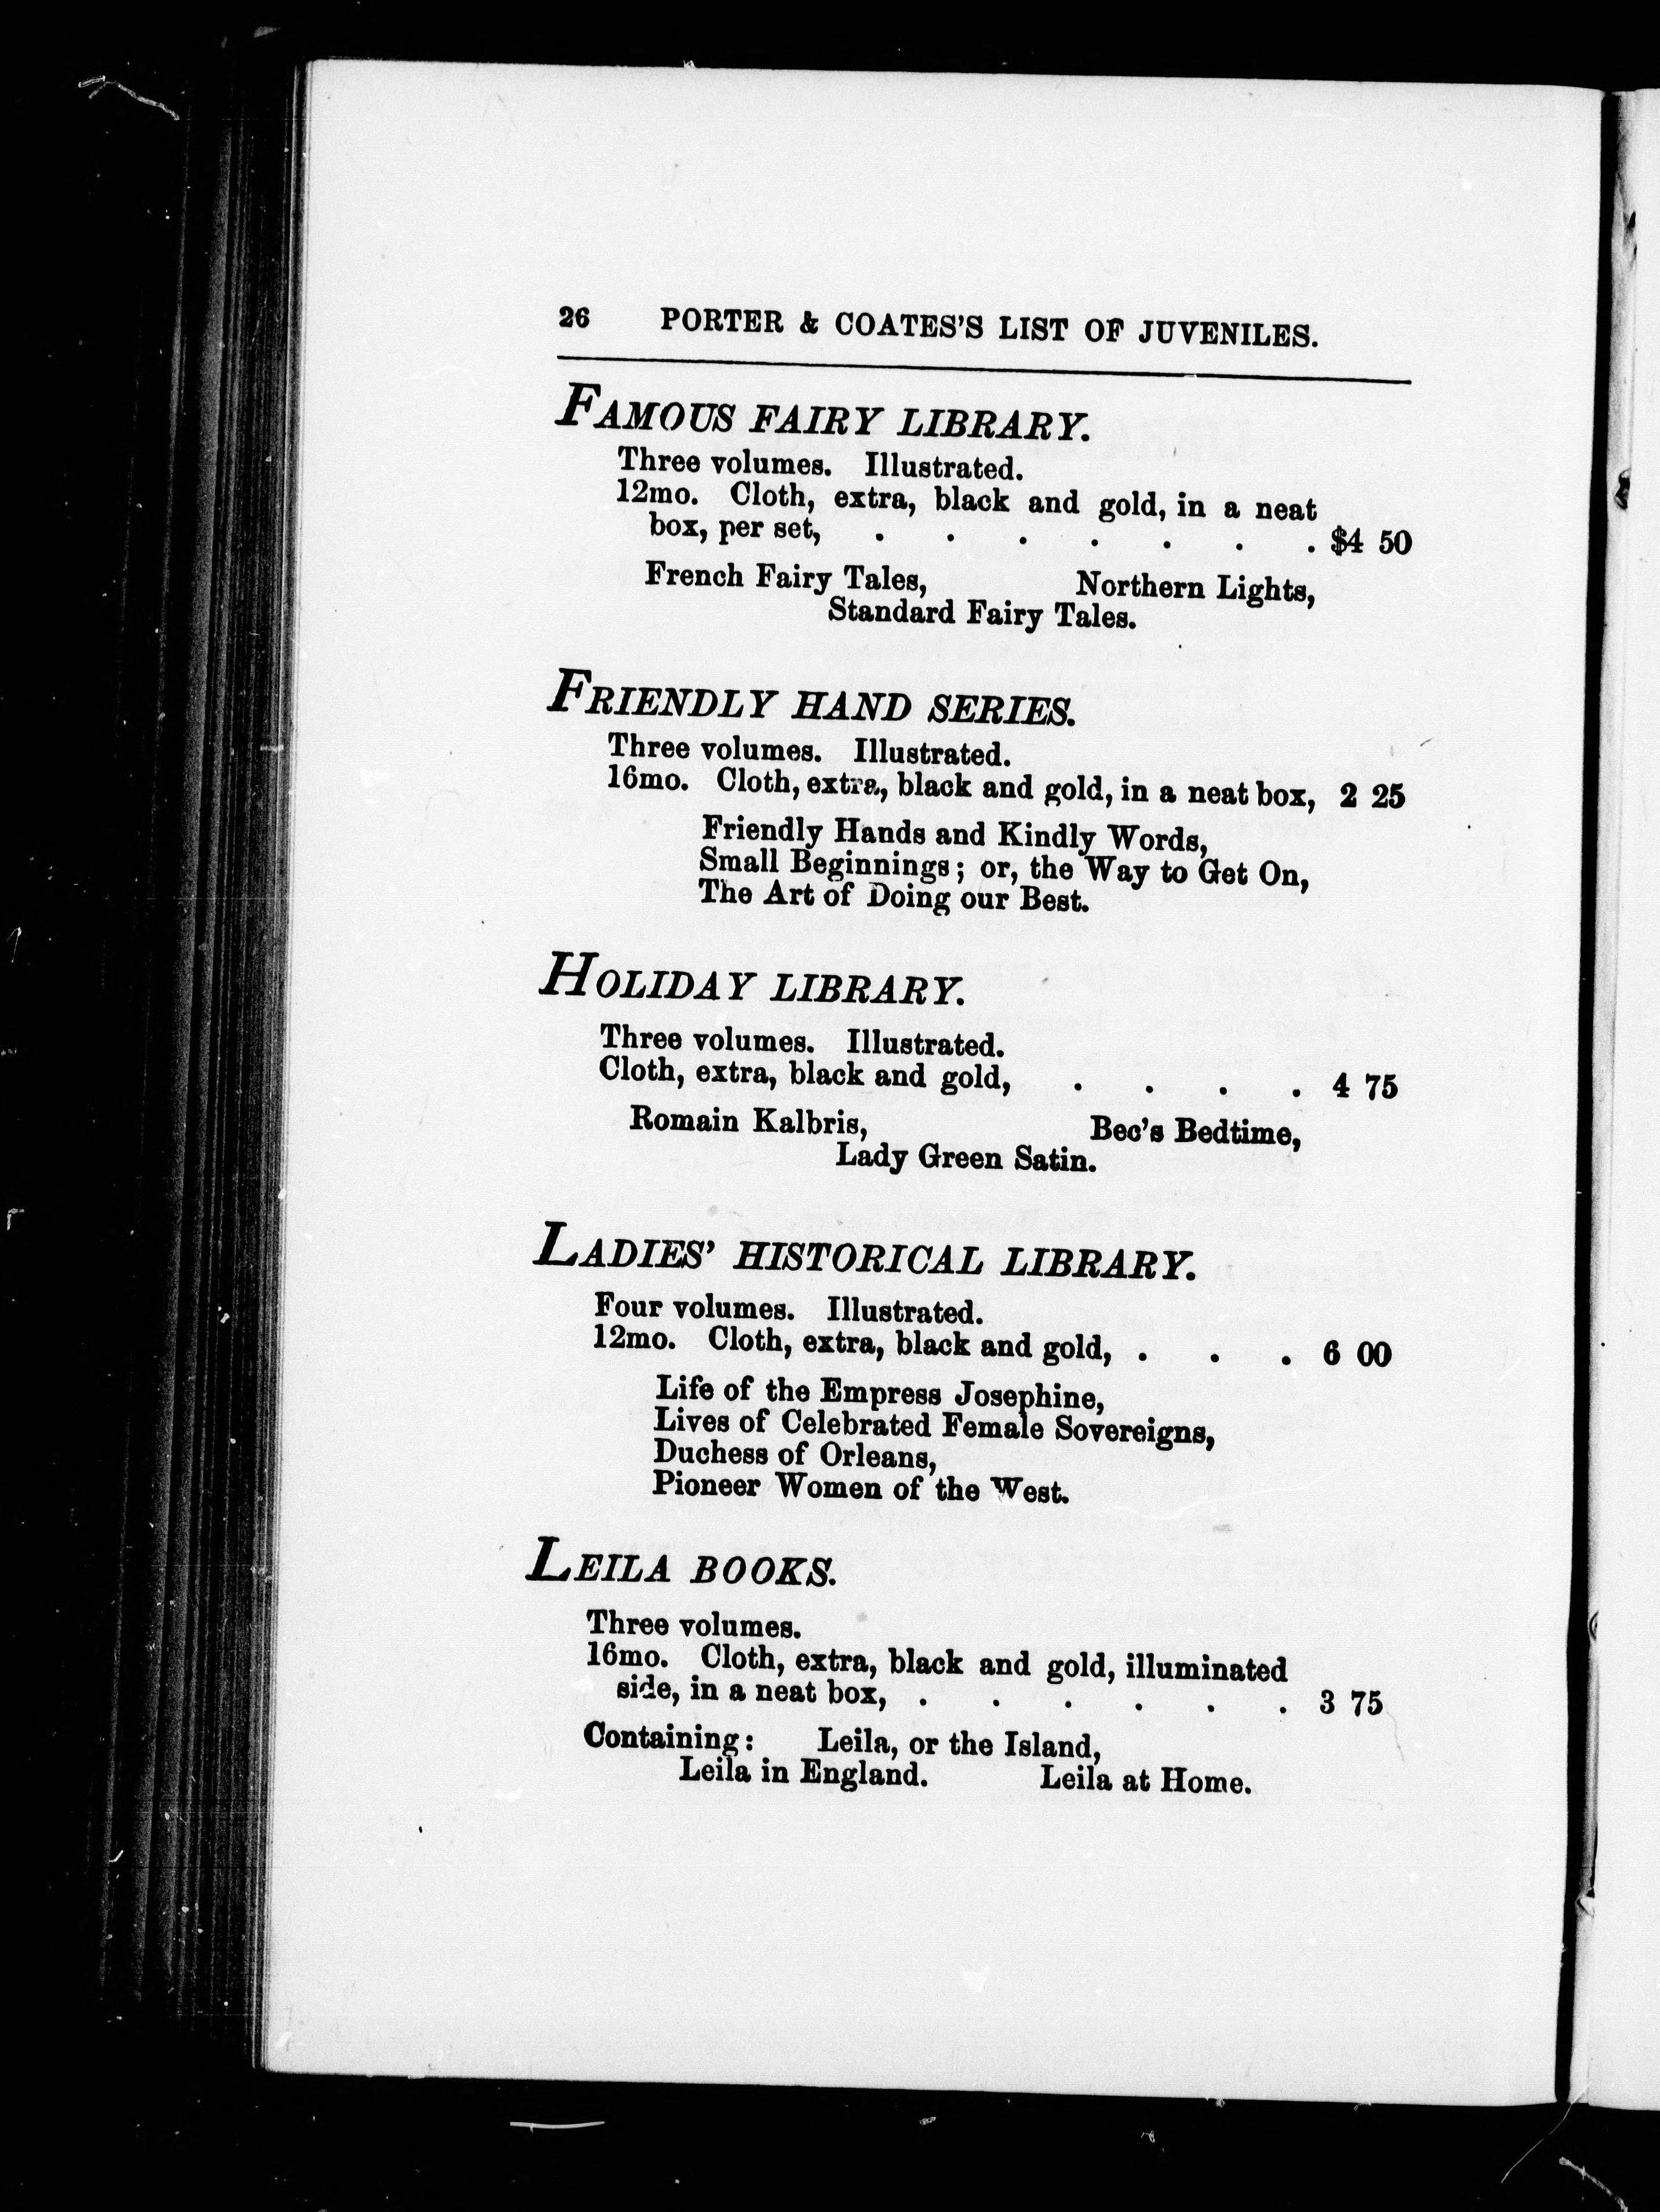 26 PORTER & COATES'S LIST OF JUVENILES.
FAMOUS FAIRY LIBRARY.
Three volumes. Illustrated.
12mo. Cloth, extra, black and gold, in a neat
box, per set, . . . . . . . $4 50
French Fairy Tales, Northern Lights,
Standard Fairy Tales.
FRIENDLY HAND SERIES.
Three volumes. Illustrated.
16mo. Cloth, extra, black and gold, in a neat box, 2 25
Friendly Hands and Kindly Words,
Small Beginnings; or, the Way to Get On,
The Art of Doing our Best.
HOLIDAY LIBRARY.
Three volumes. Illustrated.
Cloth, extra, black and gold, . . . . 4 75
Romain Kalbris, Bec's Bedtime,
Lady Green Satin.
LADIES' HISTORICAL LIBRARY.
Four volumes. Illustrated.
12mo. Cloth, extra, black and gold, . . . 6 00
Life of the Empress Josephine,
Lives of Celebrated Female Sovereigns,
Duchess of Orleans,
Pioneer Women of the West.
LEILA BOOKS.
Three volumes.
16mo. Cloth, extra, black and gold, illuminated
side, in a neat box, . . . . . . 3 75
Containing: Leila, or the Island,
Leila in England. Leila at Home.